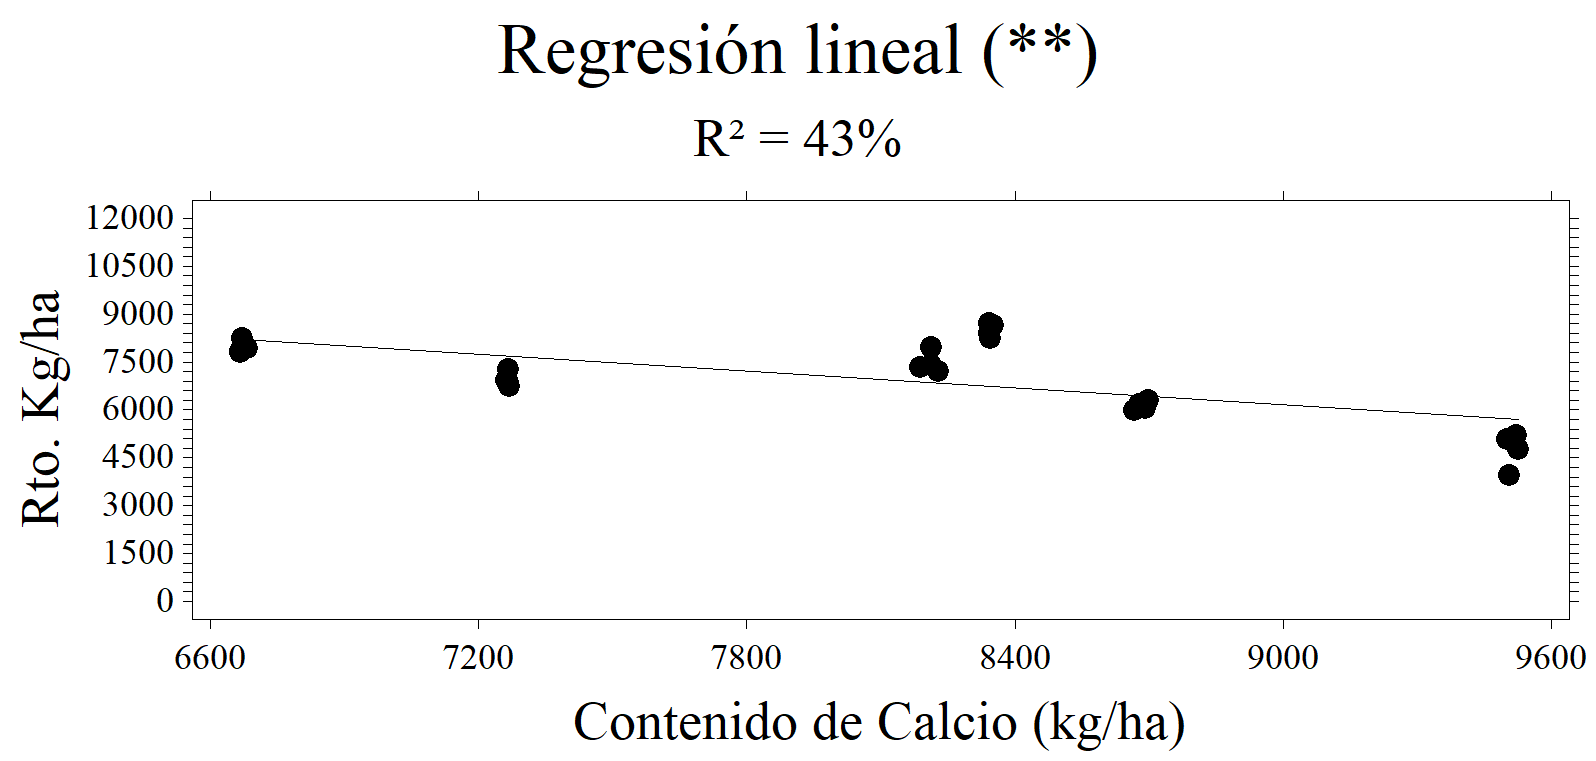 Regresión lineal (**)
R² = 43%
12000
10500
9000
7500
6000
4500
3000
1500
0
Rto. Kg/ha
6600 7200 7800 8400 9000 9600
Contenido de Calcio (kg/ha)